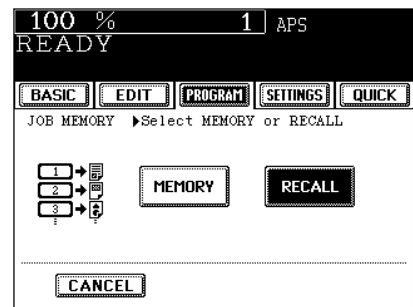 100 % 1 APS
READY
BASIC EDIT PROGRAM SETTINGS QUICK
JOB MEMORY ▶Select MEMORY or RECALL
1
2
3
MEMORY RECALL
CANCEL